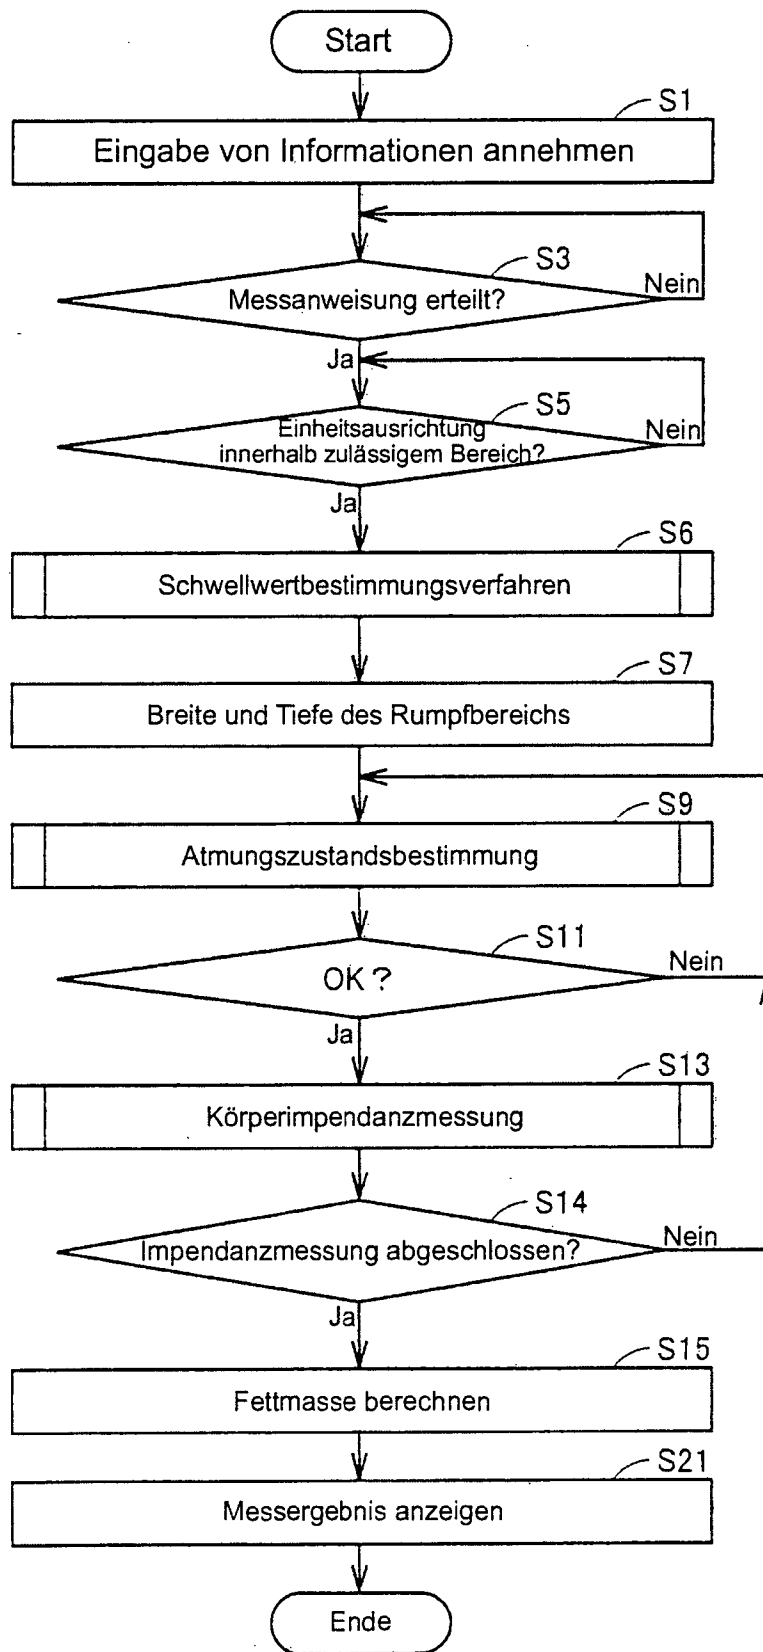 Start
S1
Eingabe von Informationen annehmen
S3
Messanweisung erteilt?
Nein
Ja
S5
Einheitsausrichtung
innerhalb zulässigem Bereich?
Nein
Ja
S6
Schwellwertbestimmungsverfahren
S7
Breite und Tiefe des Rumpfbereichs
S9
Atmungszustandsbestimmung
S11
OK ?
Nein
Ja
S13
Körperimpendanzmessung
S14
Impendanzmessung abgeschlossen?
Nein
Ja
S15
Fettmasse berechnen
S21
Messergebnis anzeigen
Ende